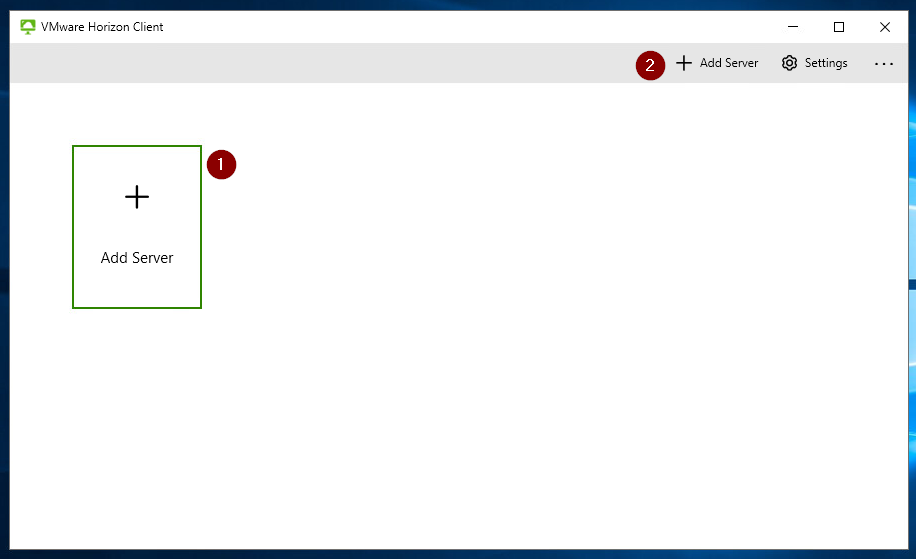 VMware Horizon Client
2 Add Server Settings ...
1
Add Server